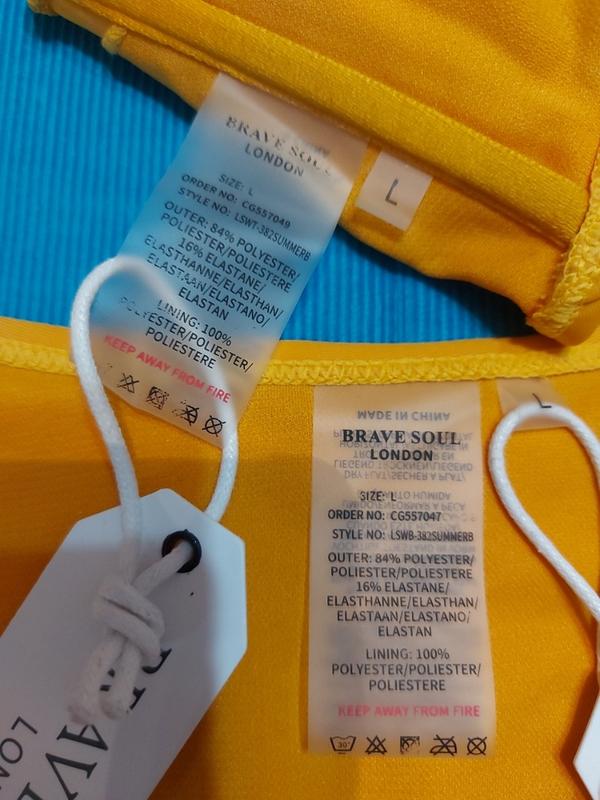 BRAVE SOUL
LONDON
SIZE: L
ORDER NO: CG557049
STYLE NO: LSWT-382SUMMERB
OUTER: 84% POLYESTER/
POLIESTER/POLIESTERE
16% ELASTANE/
ELASTHANNE/ELASTHAN/
ELASTAAN/ELASTANO/
ELASTAN
LINING: 100%
POLYESTER/POLIESTER/
POLIESTERE
KEEP AWAY FROM FIRE
L
L
MADE IN CHINA
BRAVE SOUL
LONDON
SIZE: L
ORDER NO: CG557047
STYLE NO: LSWB-382SUMMERB
OUTER: 84% POLYESTER/
POLIESTER/POLIESTERE
16% ELASTANE/
ELASTHANNE/ELASTHAN/
ELASTAAN/ELASTANO/
ELASTAN
LINING: 100%
POLYESTER/POLIESTER/
POLIESTERE
KEEP AWAY FROM FIRE
30°
BRAVE
LON